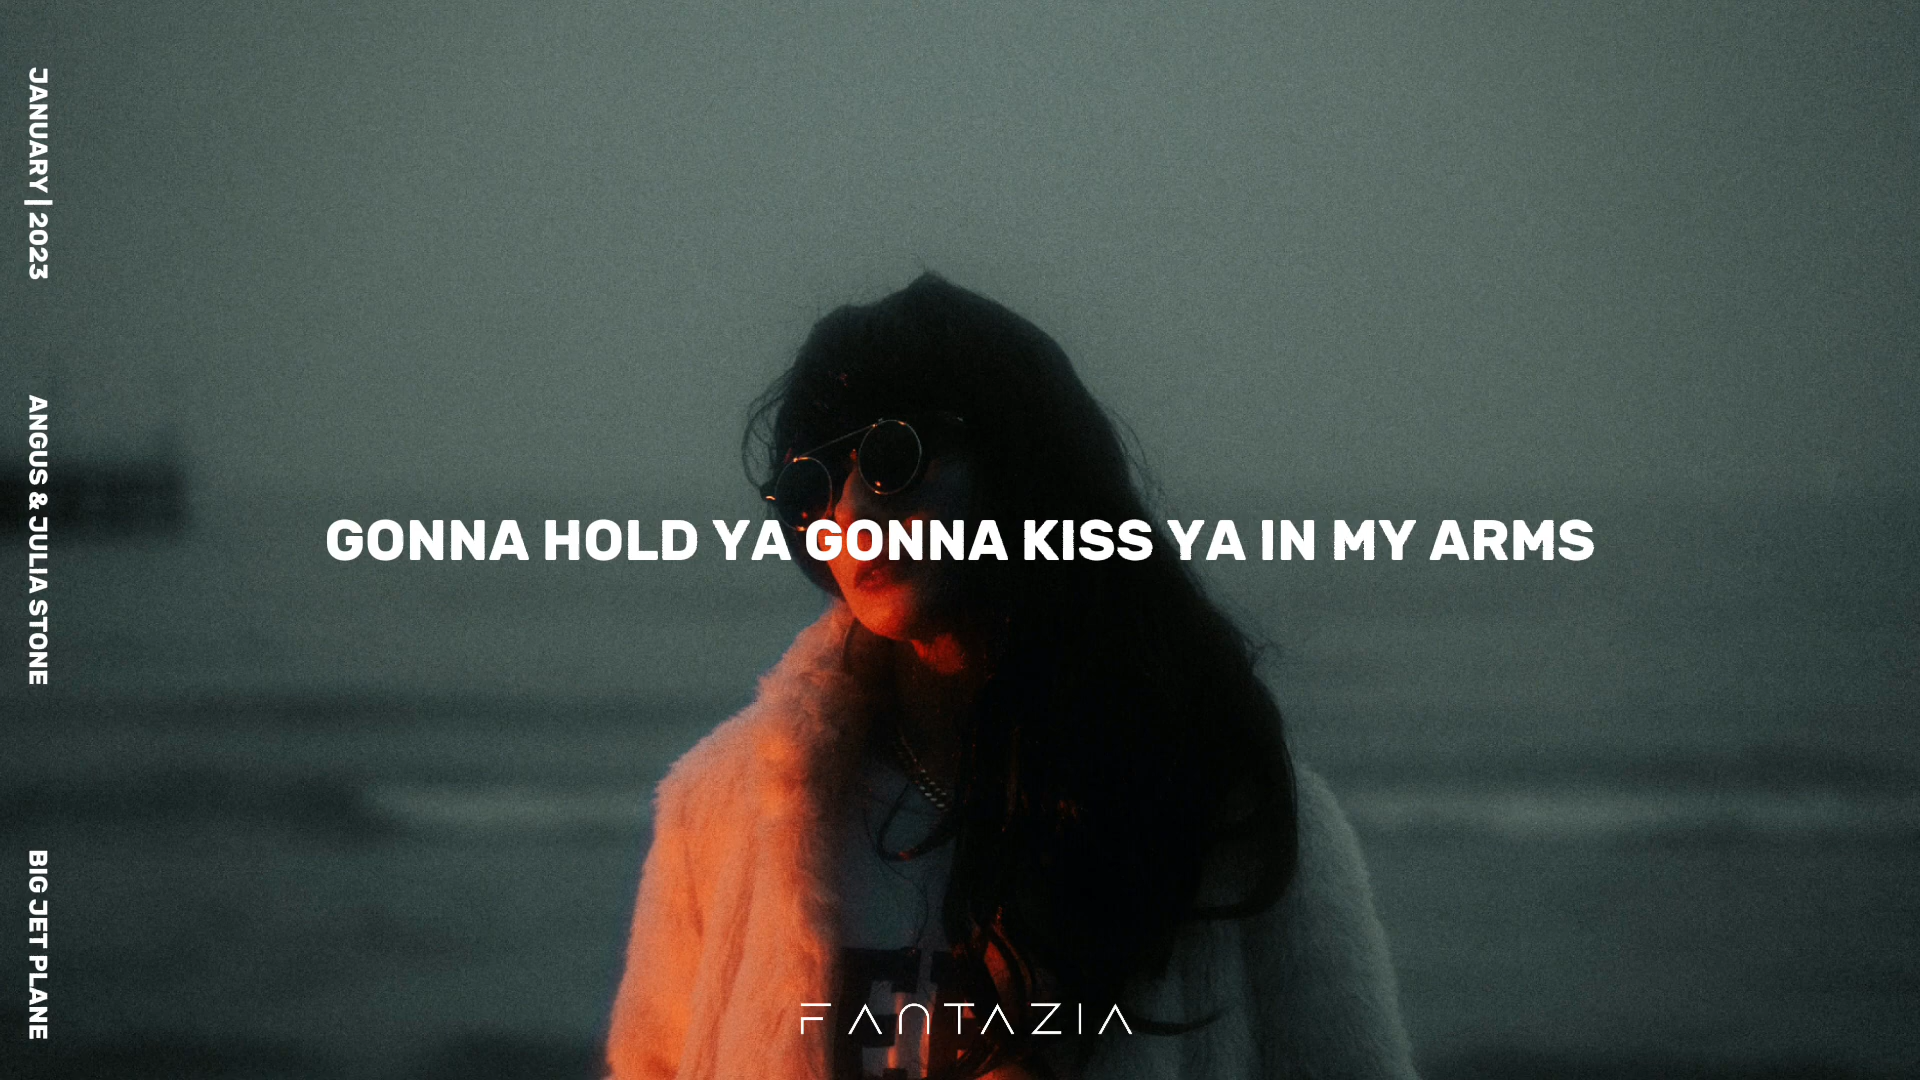 JANUARY | 2023
ANGUS & JULIA STONE
BIG JET PLANE
GONNA HOLD YA GONNA KISS YA IN MY ARMS
FANTAZIA